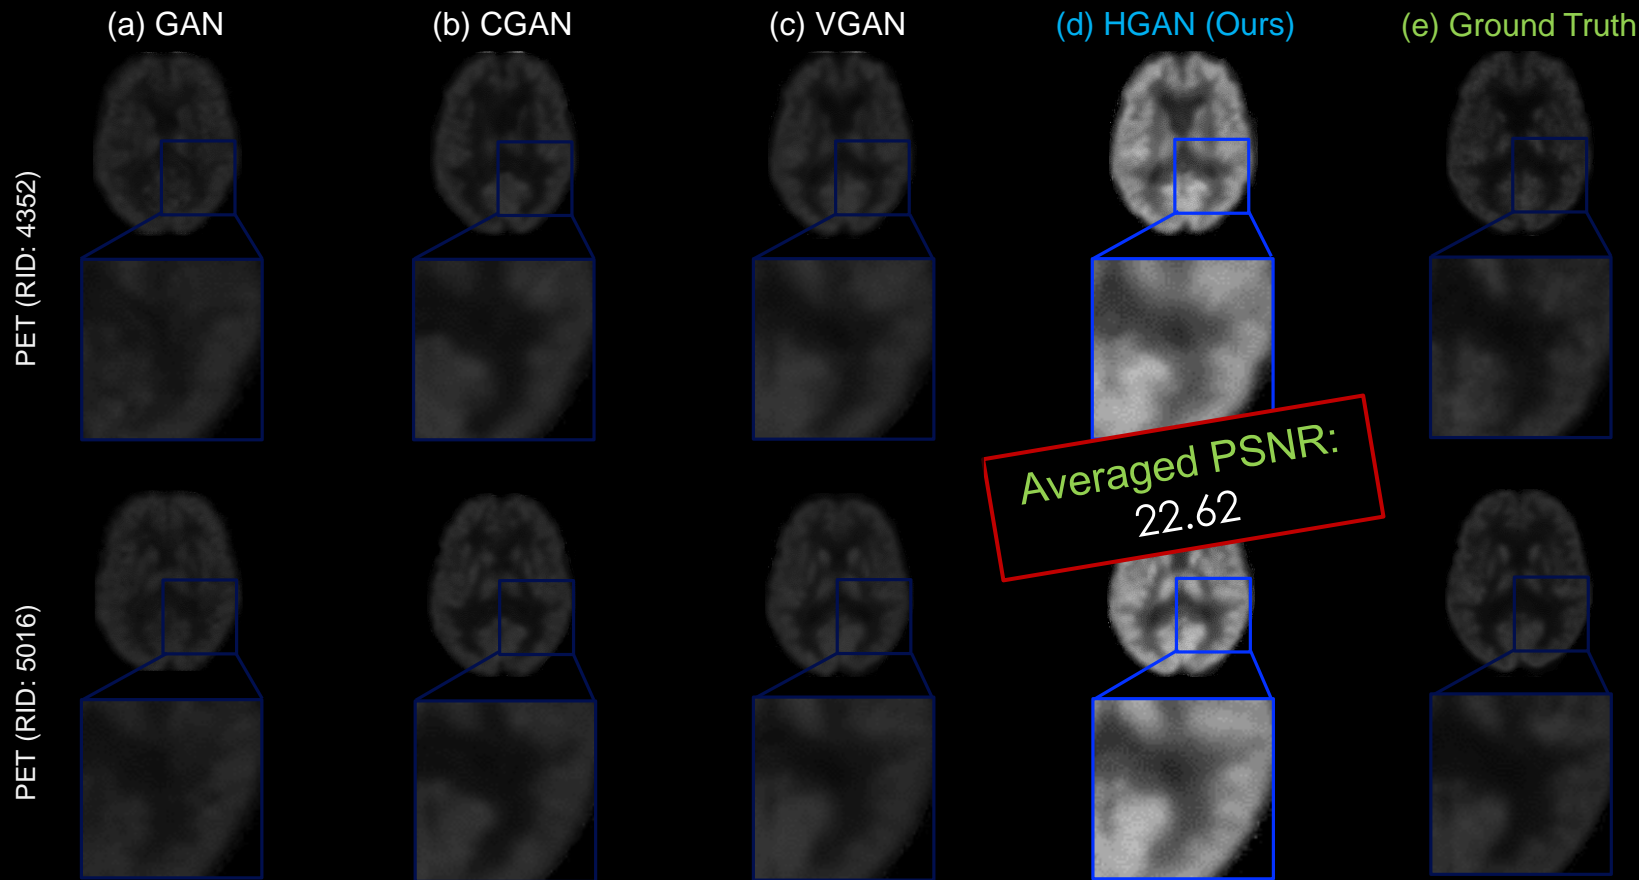 (a) GAN
(b) CGAN
(c) VGAN
(d) HGAN (Ours)
(e) Ground Truth
PET (RID: 4352)
Averaged PSNR:
22.62
PET (RID: 5016)